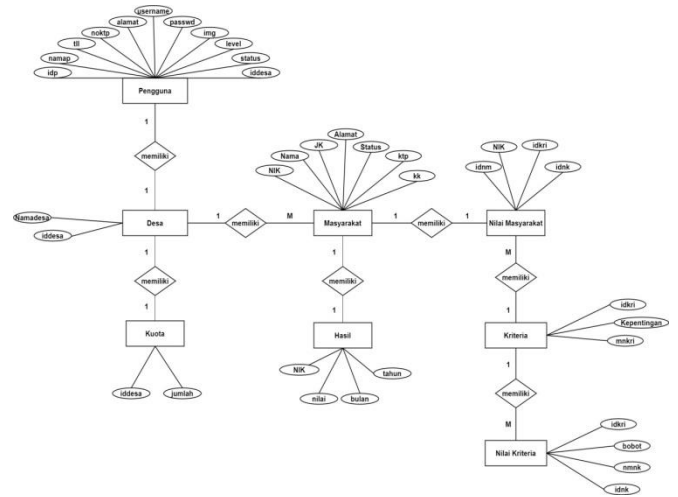 username
alamat
passwd
noktp
img
tll
level
namap
status
idp
iddesa
Pengguna
1
memiliki
1
Alamat
JK
Status
Nama
ktp
NIK
kk
NIK
idkri
idnm
idnk
Namadesa
iddesa
Desa
1
memiliki
M
Masyarakat
1
memiliki
1
Nilai Masyarakat
1
memiliki
1
Kuota
iddesa
jumlah
1
memiliki
1
Hasil
NIK
tahun
nilai
bulan
M
memiliki
1
Kriteria
idkri
Kepentingan
mnkri
1
memiliki
M
Nilai Kriteria
idkri
bobot
nmnk
idnk